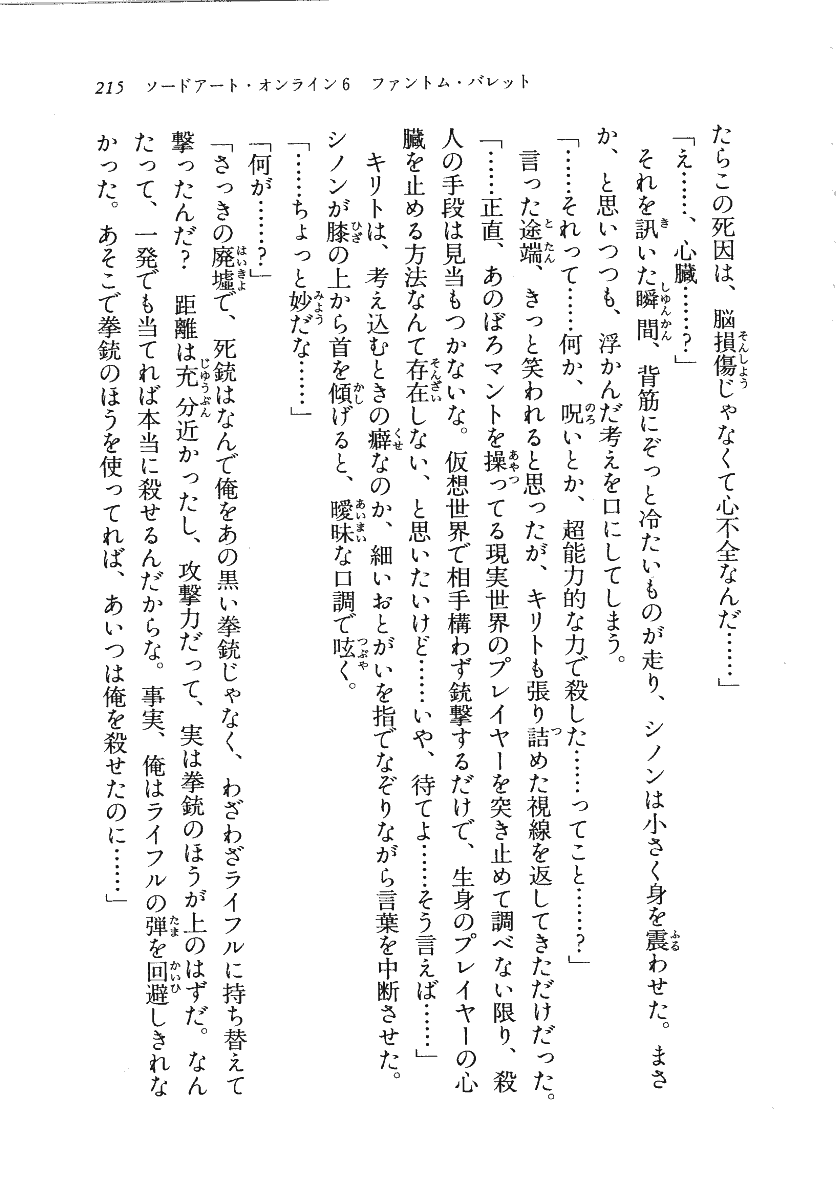 215　ソードアート・オンライン6　ファントム・バレット
たらこの死因は、脳損傷じゃなくて心不全なんだ……」
「え……、心臓……？」
それを訊いた瞬間、背筋にぞっと冷たいものが走り、シノンは小さく身を震わせた。まさ
か、と思いつつも、浮かんだ考えを口にしてしまう。
「……それって……何か、呪いとか、超能力的な力で殺した……ってこと……？」
言った途端、きっと笑われると思ったが、キリトも張り詰めた視線を返してきただけだった。
「……正直、あのぼろマントを操ってる現実世界のプレイヤーを突き止めて調べない限り、殺
人の手段は見当もつかないな。仮想世界で相手構わず銃撃するだけで、生身のプレイヤーの心
臓を止める方法なんて存在しない、と思いたいけど……いや、待てよ……そう言えば……」
キリトは、考え込むときの癖なのか、細いおとがいを指でなぞりながら言葉を中断させた。
シノンが膝の上から首を傾げると、曖昧な口調で呟く。
「……ちょっと妙だな……」
「何が……？」
「さっきの廃墟で、死銃はなんで俺をあの黒い拳銃じゃなく、わざわざライフルに持ち替えて
撃ったんだ？　距離は充分近かったし、攻撃力だって、実は拳銃のほうが上のはずだ。なん
たって、一発でも当てれば本当に殺せるんだからな。事実、俺はライフルの弾を回避しきれな
かった。あそこで拳銃のほうを使ってれば、あいつは俺を殺せたのに……」